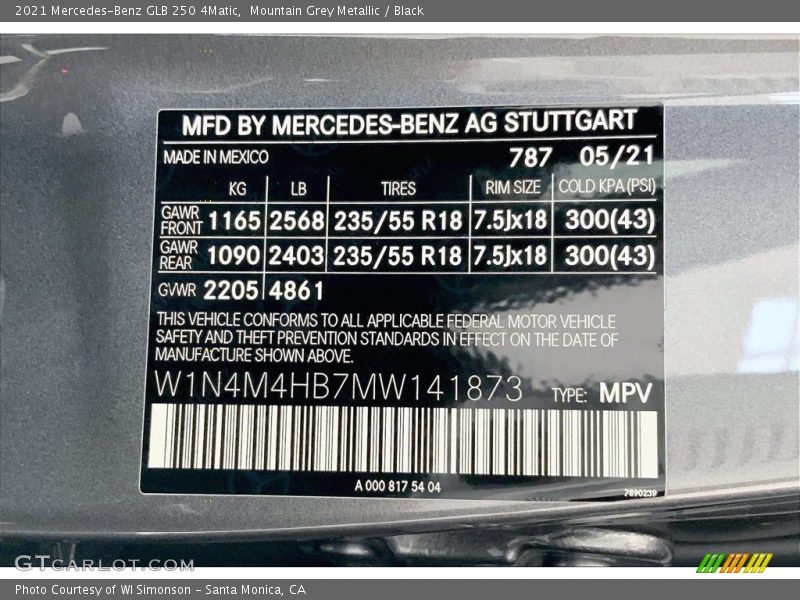 2021 Mercedes-Benz GLB 250 4Matic,  Mountain Grey Metallic / Black
MFD BY MERCEDES-BENZ AG STUTTGART
MADE IN MEXICO 787 05/21
KG LB TIRES RIM SIZE COLD KPA(PSI)
GAWR FRONT 1165 2568 235/55 R18 7.5Jx18 300(43)
GAWR REAR 1090 2403 235/55 R18 7.5Jx18 300(43)
GVWR 2205 4861
THIS VEHICLE CONFORMS TO ALL APPLICABLE FEDERAL MOTOR VEHICLE
SAFETY AND THEFT PREVENTION STANDARDS IN EFFECT ON THE DATE OF
MANUFACTURE SHOWN ABOVE.
W1N4M4HB7MW141873 TYPE: MPV
A 000 817 54 04
7890239
GTCARLOT.COM
Photo Courtesy of WI Simonson - Santa Monica, CA